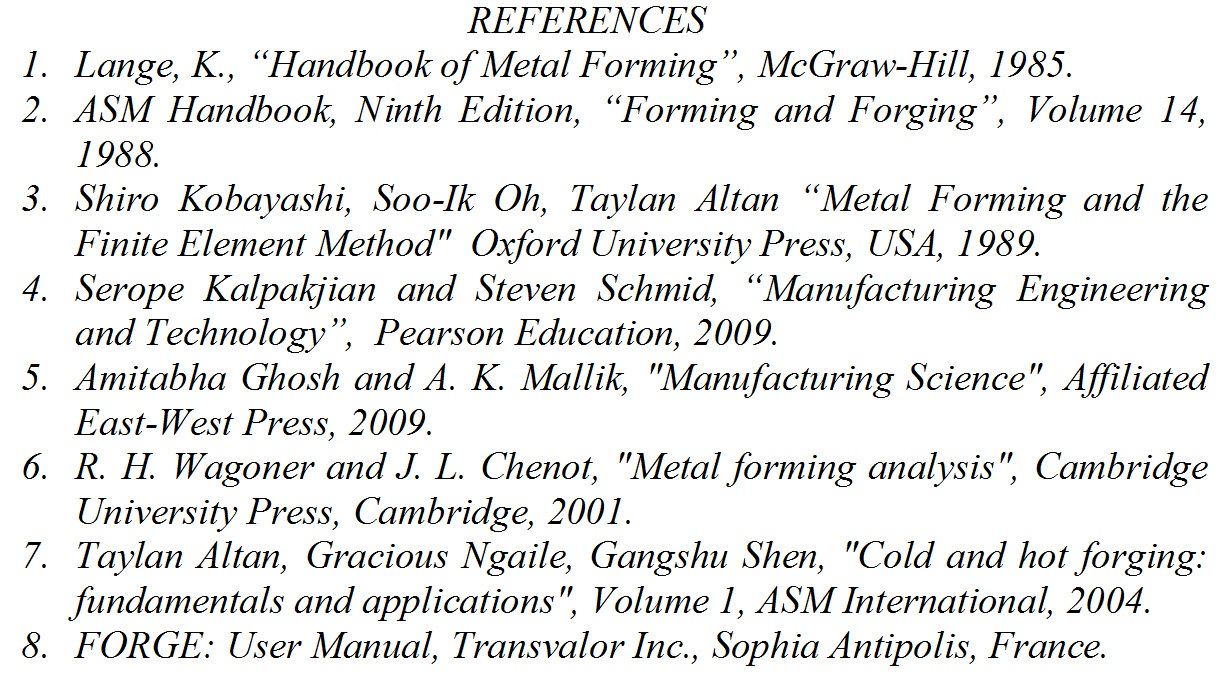 REFERENCES
1. Lange, K., “Handbook of Metal Forming”, McGraw-Hill, 1985.
2. ASM Handbook, Ninth Edition, “Forming and Forging”, Volume 14,
1988.
3. Shiro Kobayashi, Soo-Ik Oh, Taylan Altan “Metal Forming and the
Finite Element Method" Oxford University Press, USA, 1989.
4. Serope Kalpakjian and Steven Schmid, “Manufacturing Engineering
and Technology”, Pearson Education, 2009.
5. Amitabha Ghosh and A. K. Mallik, "Manufacturing Science", Affiliated
East-West Press, 2009.
6. R. H. Wagoner and J. L. Chenot, "Metal forming analysis", Cambridge
University Press, Cambridge, 2001.
7. Taylan Altan, Gracious Ngaile, Gangshu Shen, "Cold and hot forging:
fundamentals and applications", Volume 1, ASM International, 2004.
8. FORGE: User Manual, Transvalor Inc., Sophia Antipolis, France.